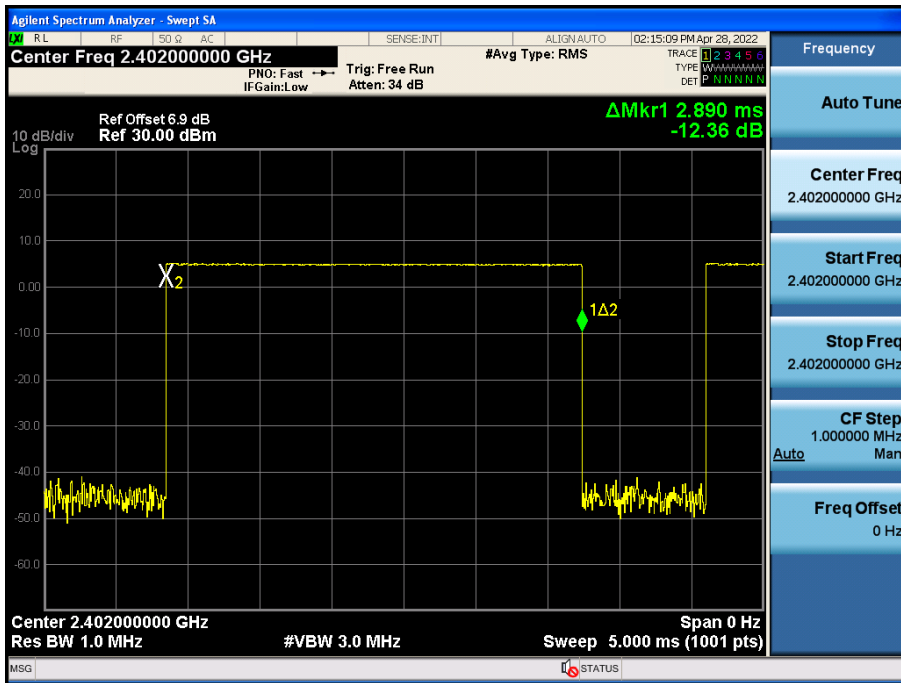 Agilent Spectrum Analyzer - Swept SA
LXI RL RF 50 Ω AC SENSE:INT ALIGNAUTO 02:15:09 PM Apr 28, 2022
Center Freq 2.402000000 GHz #Avg Type: RMS TRACE 1 2 3 4 5 6
PNO: Fast Trig: Free Run TYPE WWWWWW
IFGain:Low Atten: 34 dB DET P N N N N N
Ref Offset 6.9 dB ΔMkr1 2.890 ms
10 dB/div Ref 30.00 dBm -12.36 dB
Log
20.0
10.0
0.00
-10.0
-20.0
-30.0
-40.0
-50.0
-60.0
2
1Δ2
Center 2.402000000 GHz Span 0 Hz
Res BW 1.0 MHz #VBW 3.0 MHz Sweep 5.000 ms (1001 pts)
MSG STATUS
Frequency
Auto Tune
Center Freq
2.402000000 GHz
Start Freq
2.402000000 GHz
Stop Freq
2.402000000 GHz
CF Step
1.000000 MHz
Auto Man
Freq Offset
0 Hz